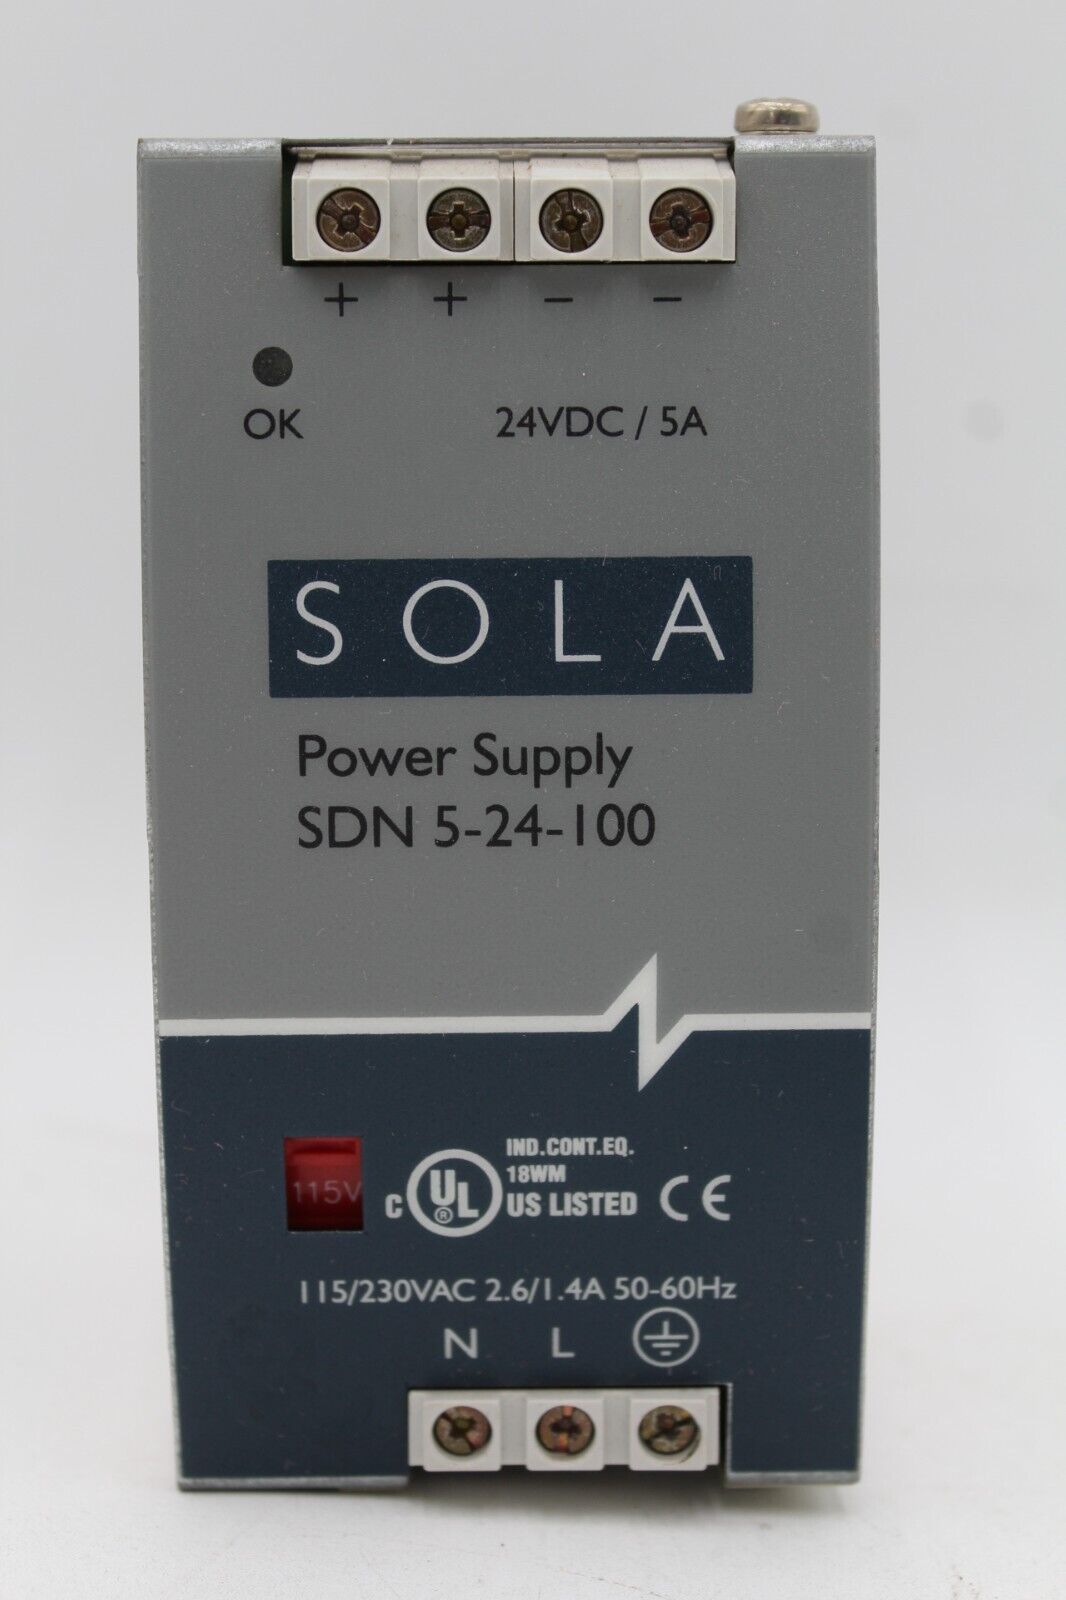 + + − −
OK 24VDC / 5A
SOLA
Power Supply
SDN 5-24-100
115V
IND.CONT.EQ.
18WM
C UL ® US LISTED CE
115/230VAC 2.6/1.4A 50-60Hz
N L